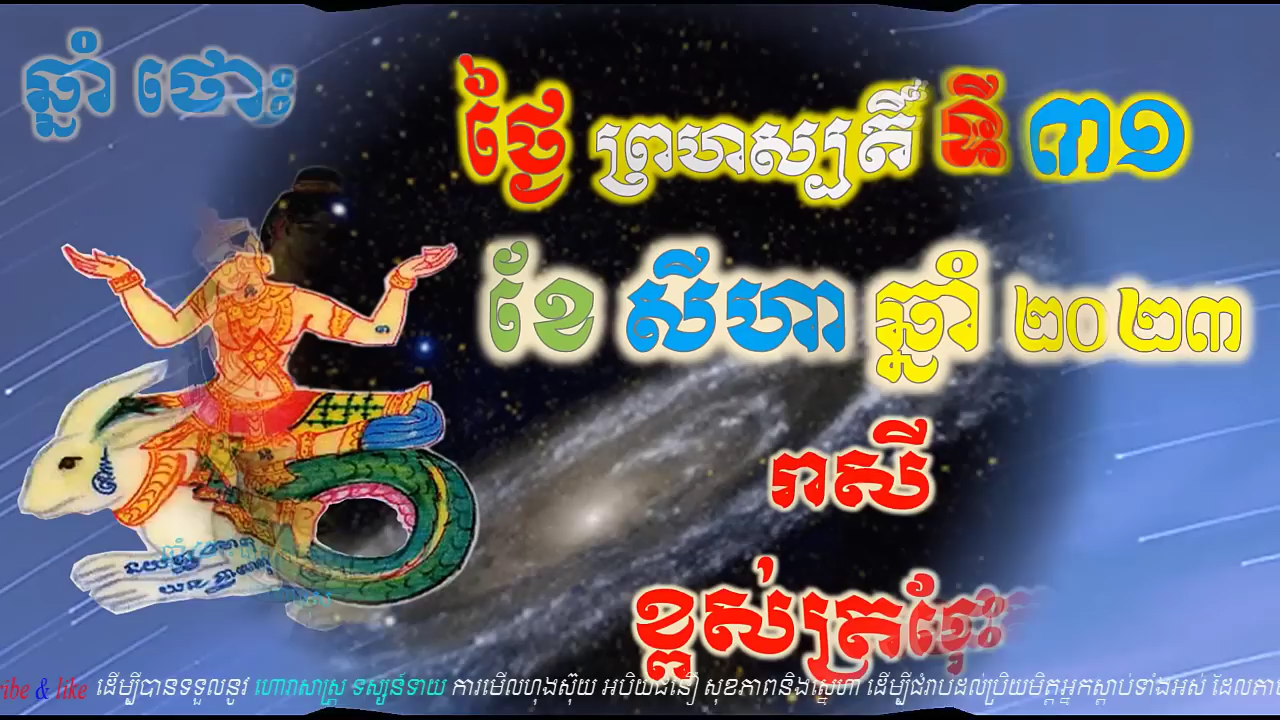 ឆ្នាំ ថោះ
ថ្ងៃ ព្រហស្បតិ៍ ទី ៣១
ខែ សីហា ឆ្នាំ ២០២៣
រាសី
ខ្ពស់ត្រចេះ
ribe & like ដើម្បីបានទទួលនូវ ហោរាសាស្ត្រ ទស្សន៍ទាយ ការមើលហុងស៊ុយ អបិយជំនឿ សុខភាពនិងស្នេហា ដើម្បីជំរាបដល់ប្រិយមិត្តអ្នកស្តាប់ទាំងអស់ ដែលតា